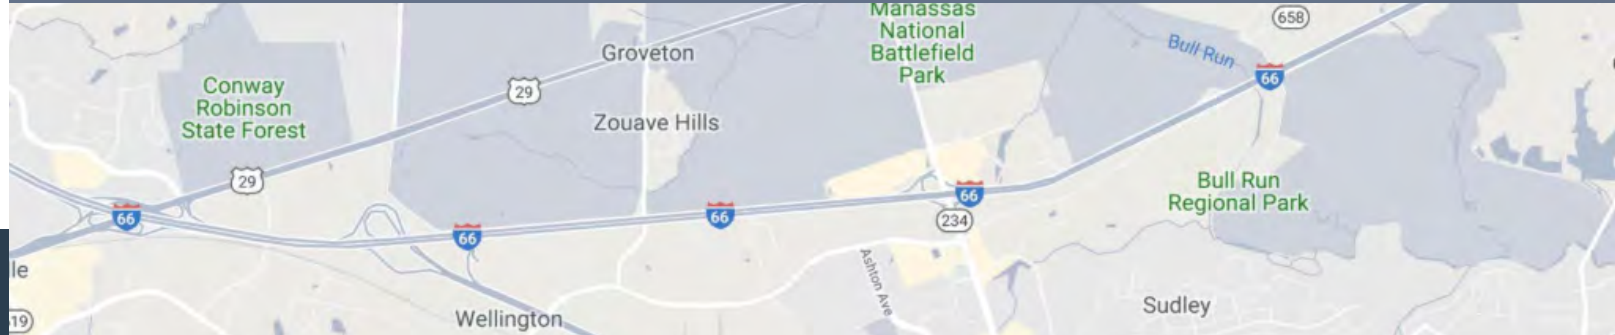 Manassas
National
Battlefield
Park
658
Bull Run
Groveton
66
Conway
Robinson
State Forest
29
Zouave Hills
29
Bull Run
Regional Park
66
66
66
66
234
le
Ashton Ave
Sudley
Wellington